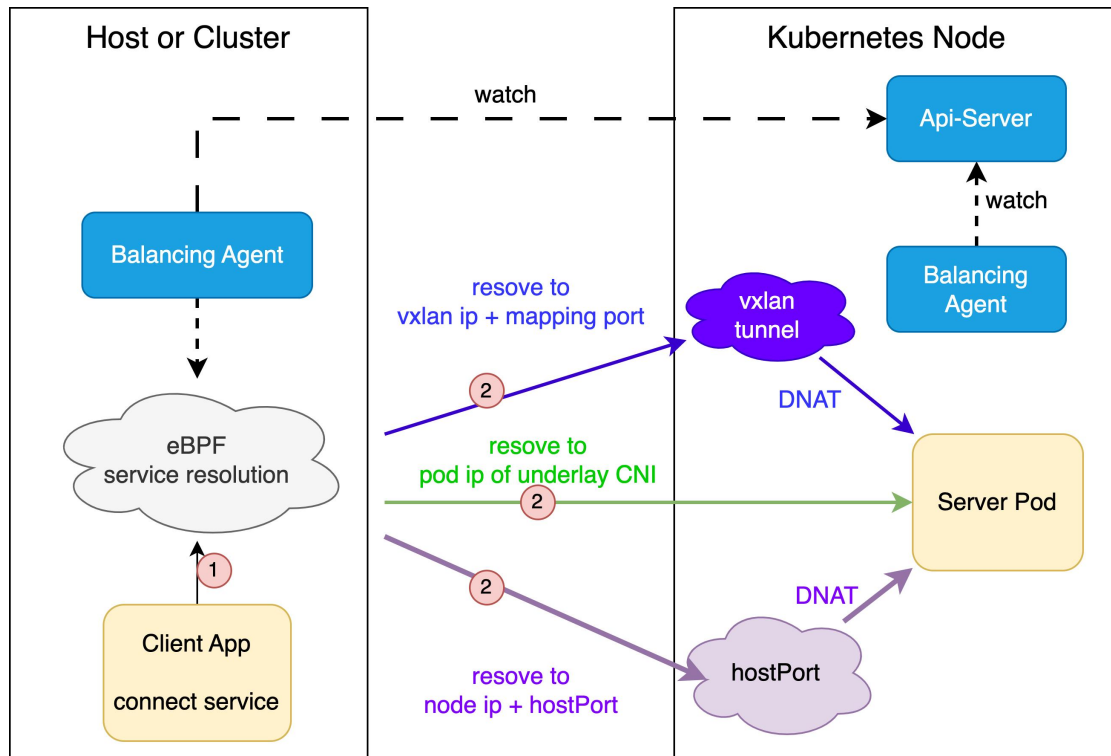 Host or Cluster
Kubernetes Node
watch
Api-Server
watch
Balancing Agent
Balancing
Agent
resove to
vxlan ip + mapping port
vxlan
tunnel
2
DNAT
eBPF
service resolution
resove to
pod ip of underlay CNI
2
Server Pod
1
2
DNAT
Client App
connect service
resove to
node ip + hostPort
hostPort